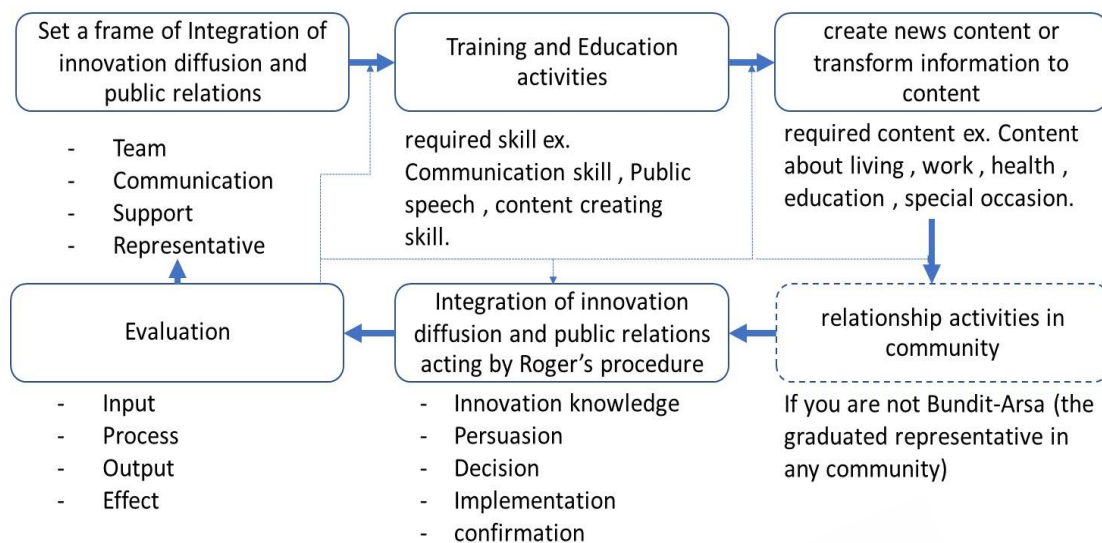 Set a frame of Integration of
innovation diffusion and
public relations
- Team
- Communication
- Support
- Representative
Training and Education
activities
required skill ex.
Communication skill , Public
speech , content creating
skill.
create news content or
transform information to
content
required content ex. Content
about living , work , health ,
education , special occasion.
relationship activities in
community
If you are not Bundit-Arsa (the
graduated representative in
any community)
Integration of innovation
diffusion and public relations
acting by Roger’s procedure
- Innovation knowledge
- Persuasion
- Decision
- Implementation
- confirmation
Evaluation
- Input
- Process
- Output
- Effect